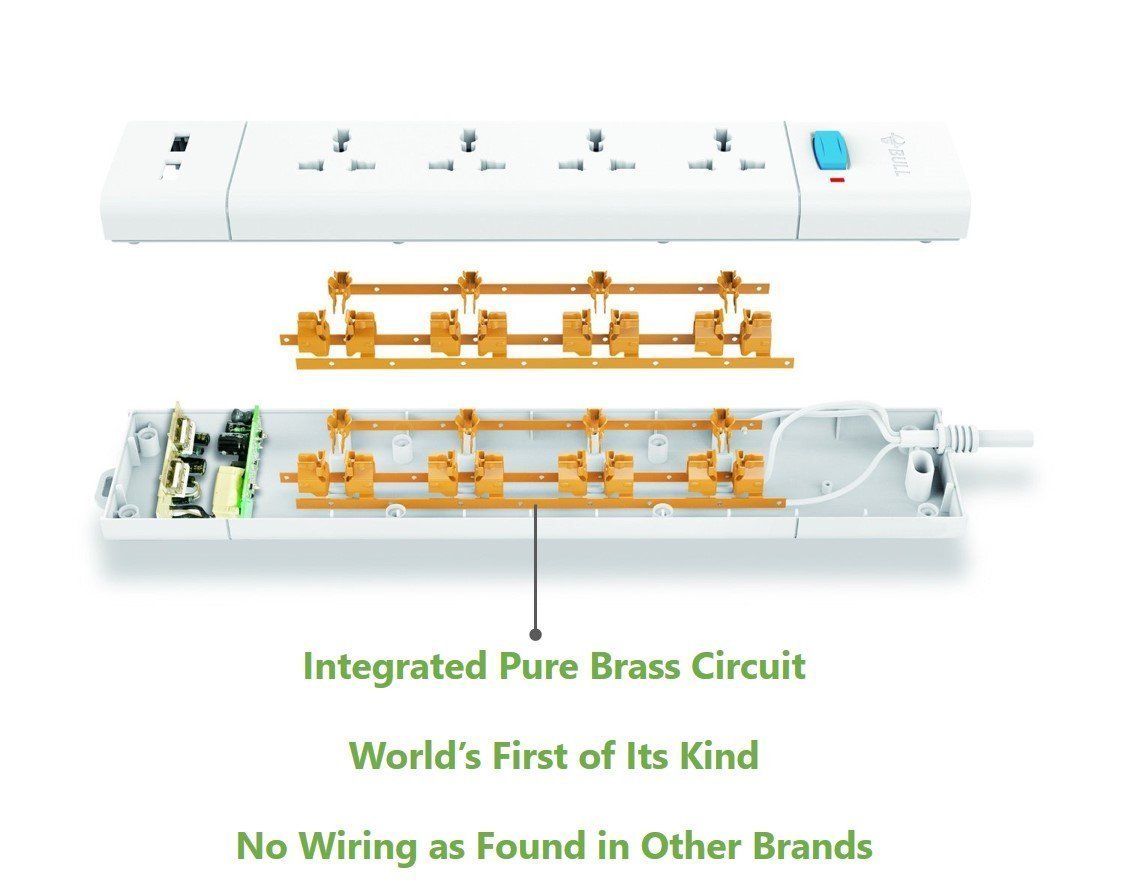 BULL
Integrated Pure Brass Circuit
World’s First of Its Kind
No Wiring as Found in Other Brands